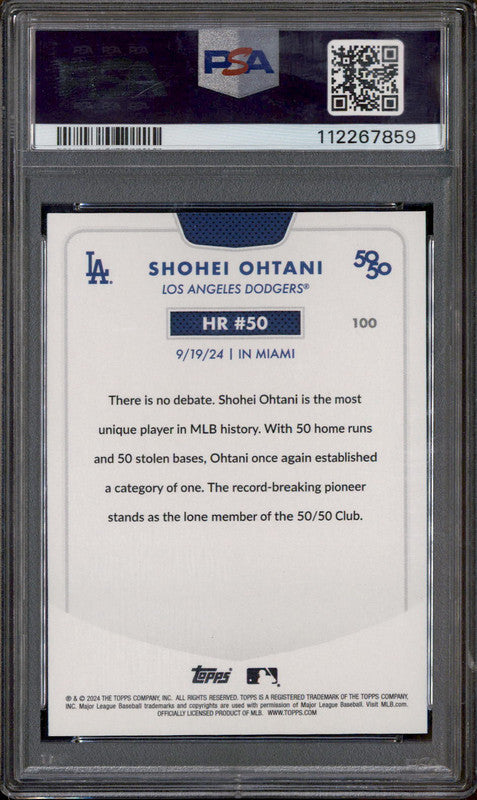 PSA
112267859
LA
SHOHEI OHTANI
50/50
LOS ANGELES DODGERS®
HR #50
100
9/19/24 | IN MIAMI
There is no debate. Shohei Ohtani is the most
unique player in MLB history. With 50 home runs
and 50 stolen bases, Ohtani once again established
a category of one. The record-breaking pioneer
stands as the lone member of the 50/50 Club.
Topps
® & © 2024 THE TOPPS COMPANY, INC. ALL RIGHTS RESERVED. TOPPS IS A REGISTERED TRADEMARK OF THE TOPPS COMPANY,
INC. Major League Baseball trademarks and copyrights are used with permission of Major League Baseball. Visit MLB.com.
OFFICIALLY LICENSED PRODUCT OF MLB. WWW.TOPPS.COM